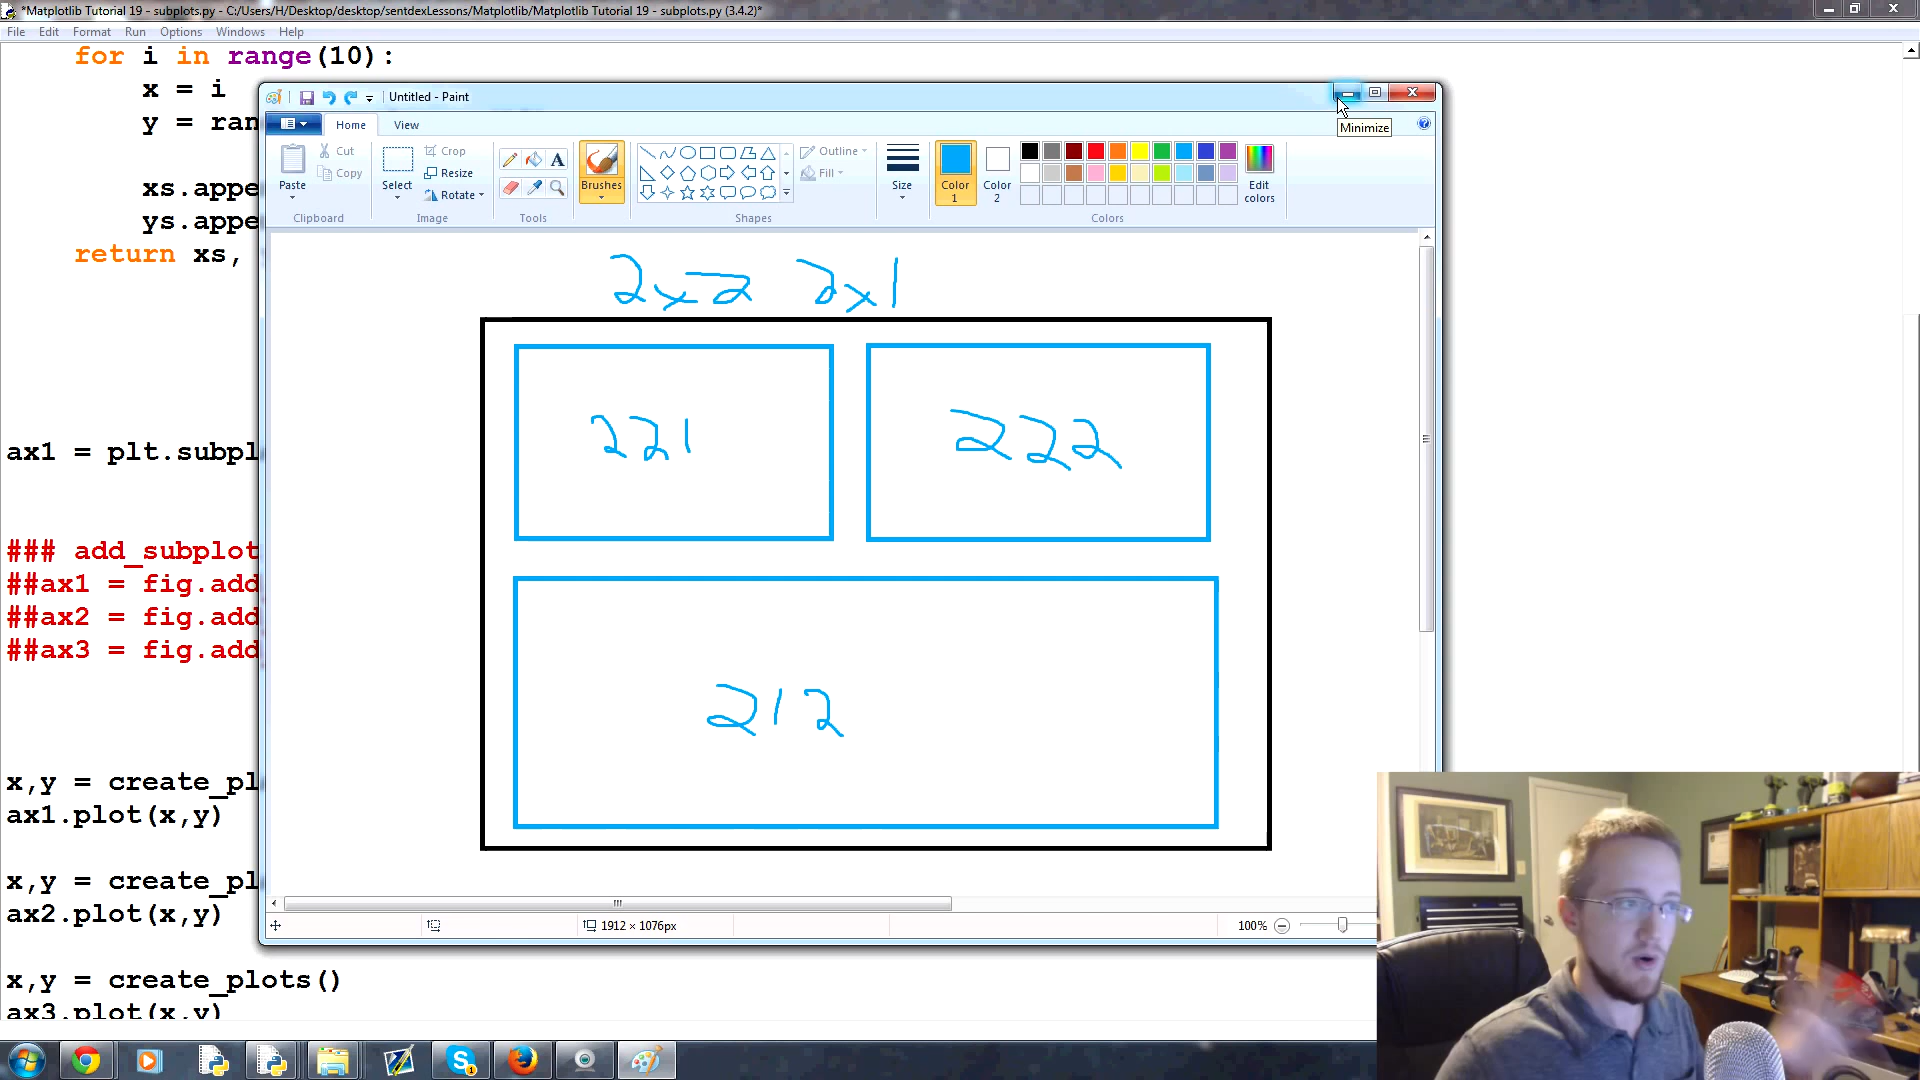 *Matplotlib Tutorial 19 - subplots.py - C:/Users/H/Desktop/desktop/sentdexLessons/Matplotlib/Matplotlib Tutorial 19 - subplots.py (3.4.2)*
File Edit Format Run Options Windows Help
for i in range(10):
x = i
y = ran
xs.appe
ys.appe
return xs,
ax1 = plt.subpl
### add_subplot
##ax1 = fig.add
##ax2 = fig.add
##ax3 = fig.add
x,y = create_pl
ax1.plot(x,y)
x,y = create_pl
ax2.plot(x,y)
x,y = create_plots()
ax3.plot(x,y)
Untitled - Paint
Minimize
Home View
Paste
Cut
Copy
Clipboard
Select
Crop
Resize
Rotate
Image
A
Tools
Brushes
Shapes
Outline
Fill
Size
Color 1
Color 2
Edit colors
Colors
2x2 2x1
221
222
212
1912 × 1076px
100%